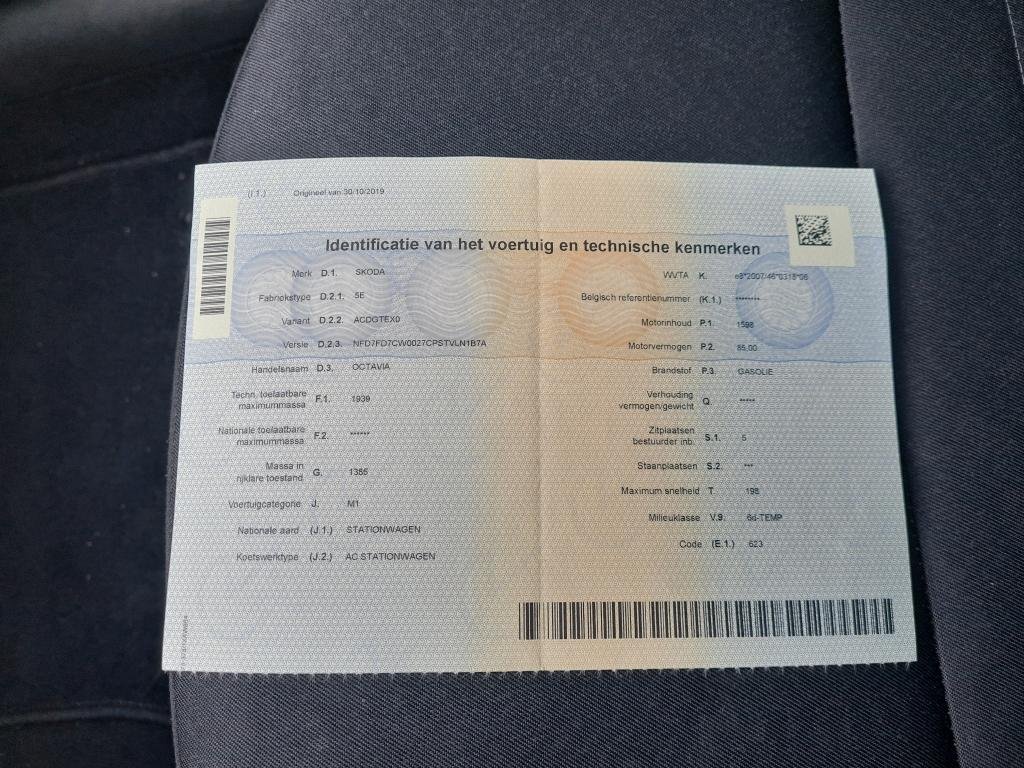 (I.1.) Origineel van 30/10/2019
Identificatie van het voertuig en technische kenmerken
Merk D.1. SKODA
Fabriekstype D.2.1. 5E
Variant D.2.2. ACDGTEX0
Versie D.2.3. NFD7FD7CW0027CPSTVLN1B7A
Handelsnaam D.3. OCTAVIA
Techn. toelaatbare
maximummassa F.1. 1939
Nationale toelaatbare
maximummassa F.2. ******
Massa in
rijklare toestand G. 1385
Voertuigcategorie J. M1
Nationale aard (J.1.) STATIONWAGEN
Koetswerktype (J.2.) AC STATIONWAGEN
WVTA K. e8*2007/46*0318*06
Belgisch referentienummer (K.1.) ********
Motorinhoud P.1. 1598
Motorvermogen P.2. 85,00
Brandstof P.3. GASOLIE
Verhouding
vermogen/gewicht Q. *****
Zitplaatsen
bestuurder inb. S.1. 5
Staanplaatsen S.2. ***
Maximum snelheid T. 198
Milieuklasse V.9. 6d-TEMP
Code (E.1.) 623